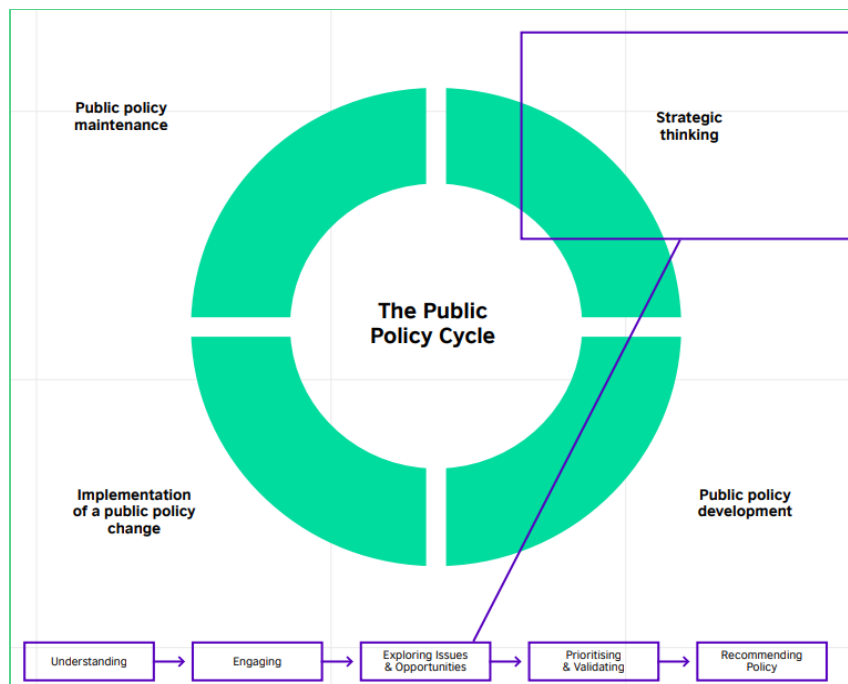 Public policy
maintenance
Strategic
thinking
The Public
Policy Cycle
Implementation
of a public policy
change
Public policy
development
Understanding
Engaging
Exploring Issues
& Opportunities
Prioritising
& Validating
Recommending
Policy